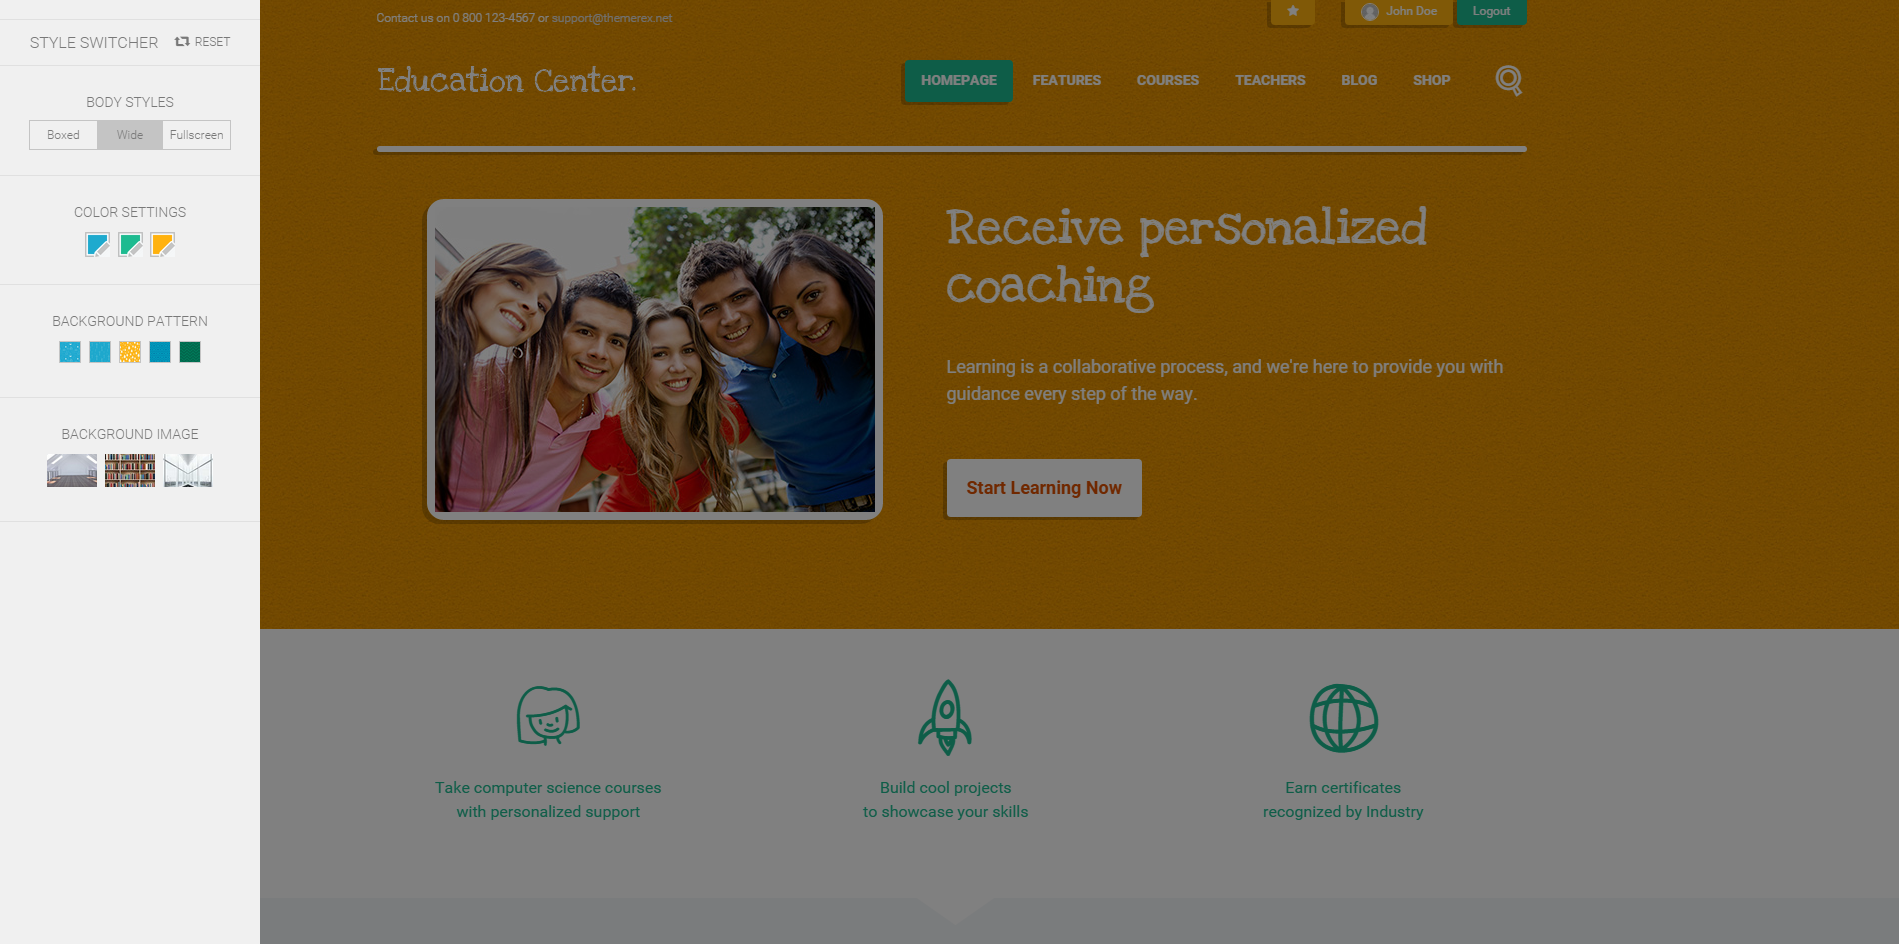 STYLE SWITCHER RESET
BODY STYLES
Boxed Wide Fullscreen
COLOR SETTINGS
BACKGROUND PATTERN
BACKGROUND IMAGE
Contact us on 0 800 123-4567 or support@themerex.net
John Doe
Logout
Education Center.
HOMEPAGE FEATURES COURSES TEACHERS BLOG SHOP
Receive personalized
coaching
Learning is a collaborative process, and we're here to provide you with
guidance every step of the way.
Start Learning Now
Take computer science courses
with personalized support
Build cool projects
to showcase your skills
Earn certificates
recognized by Industry